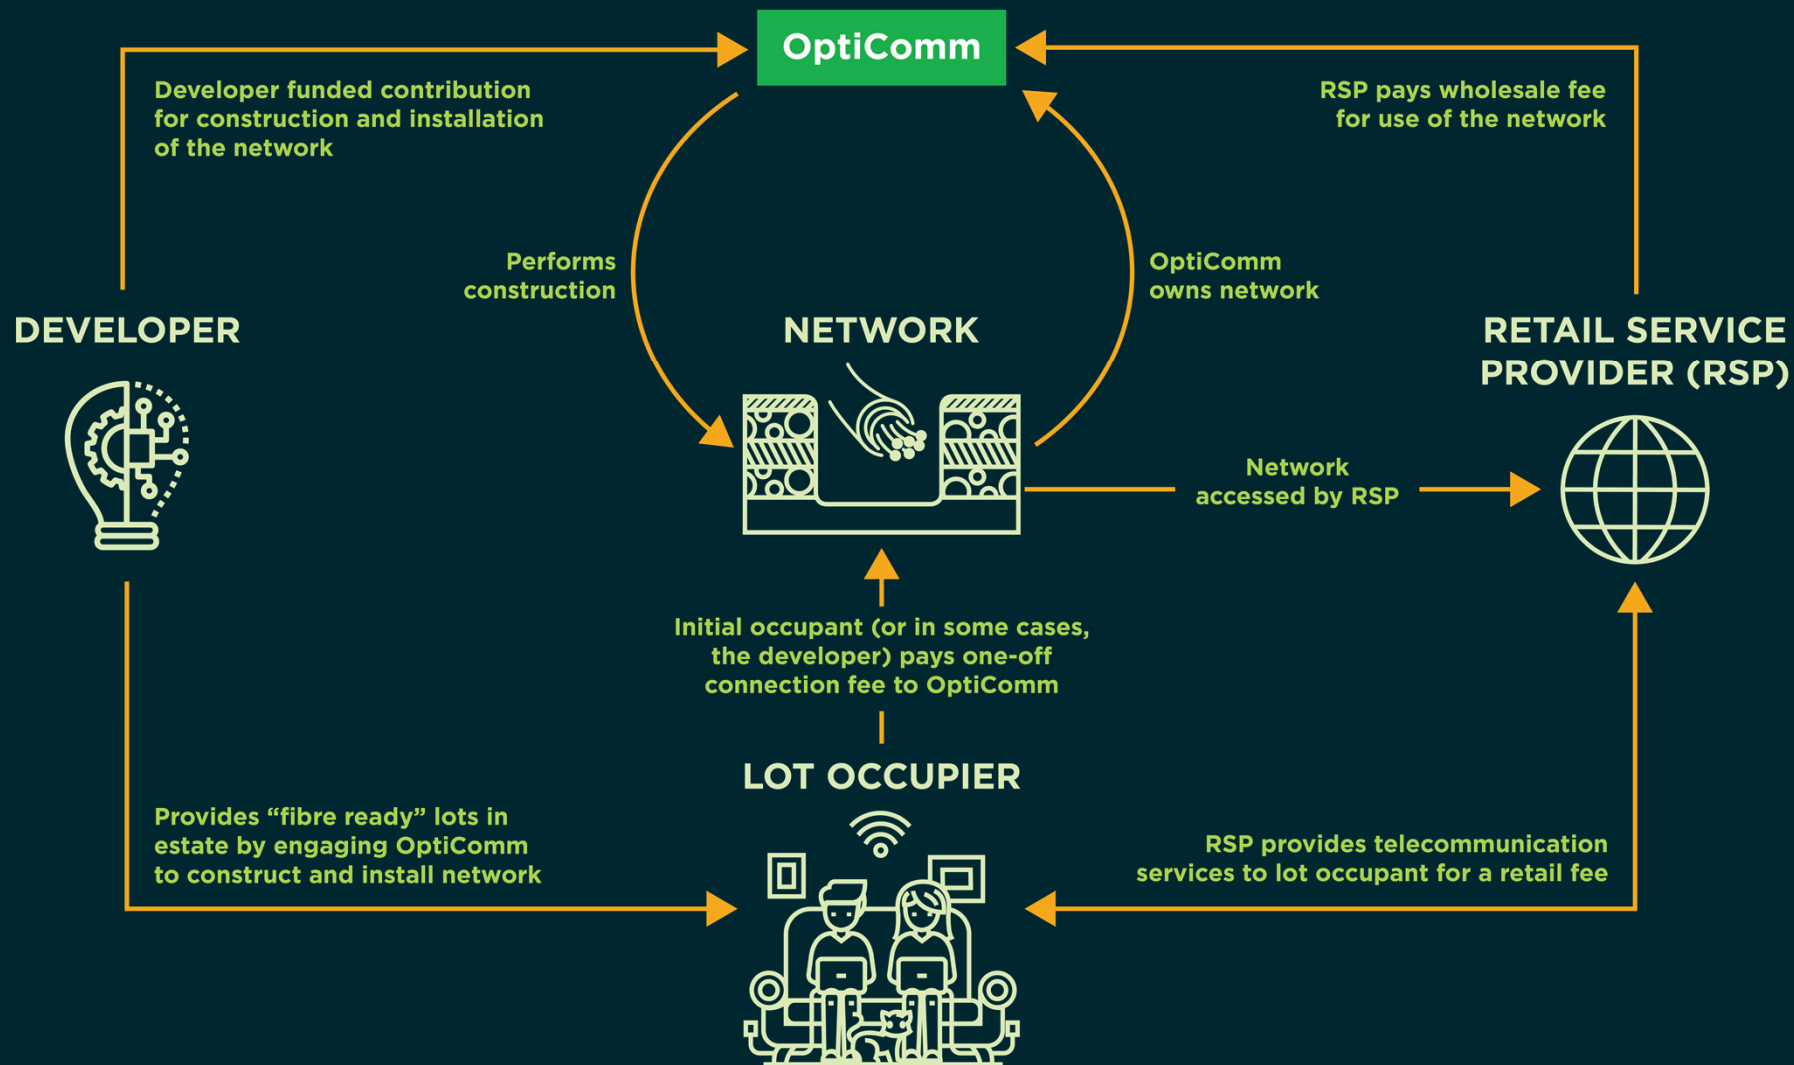 OptiComm
Developer funded contribution
for construction and installation
of the network
RSP pays wholesale fee
for use of the network
Performs
construction
OptiComm
owns network
DEVELOPER
NETWORK
RETAIL SERVICE
PROVIDER (RSP)
Network
accessed by RSP
Initial occupant (or in some cases,
the developer) pays one-off
connection fee to OptiComm
LOT OCCUPIER
Provides “fibre ready” lots in
estate by engaging OptiComm
to construct and install network
RSP provides telecommunication
services to lot occupant for a retail fee